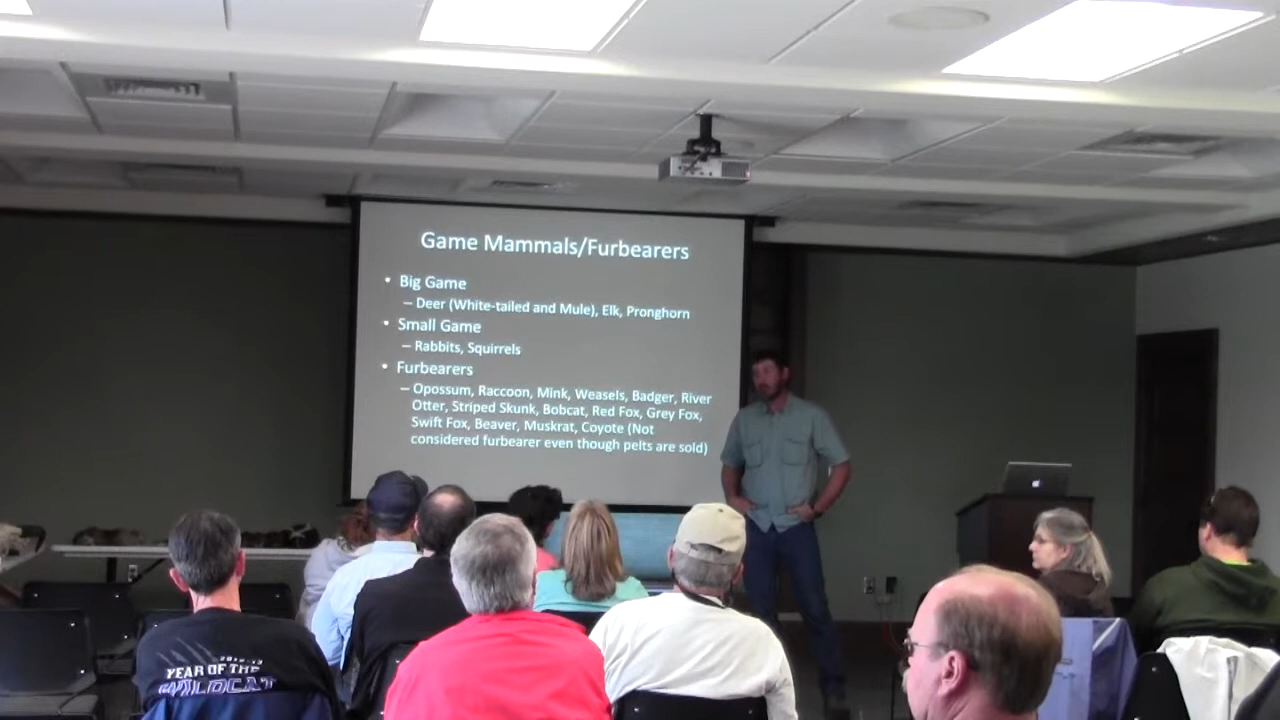 Game Mammals/Furbearers
• Big Game
– Deer (White-tailed and Mule), Elk, Pronghorn
• Small Game
– Rabbits, Squirrels
• Furbearers
– Opossum, Raccoon, Mink, Weasels, Badger, River
Otter, Striped Skunk, Bobcat, Red Fox, Grey Fox,
Swift Fox, Beaver, Muskrat, Coyote (Not
considered furbearer even though pelts are sold)
YEAR OF THE
WILDCAT